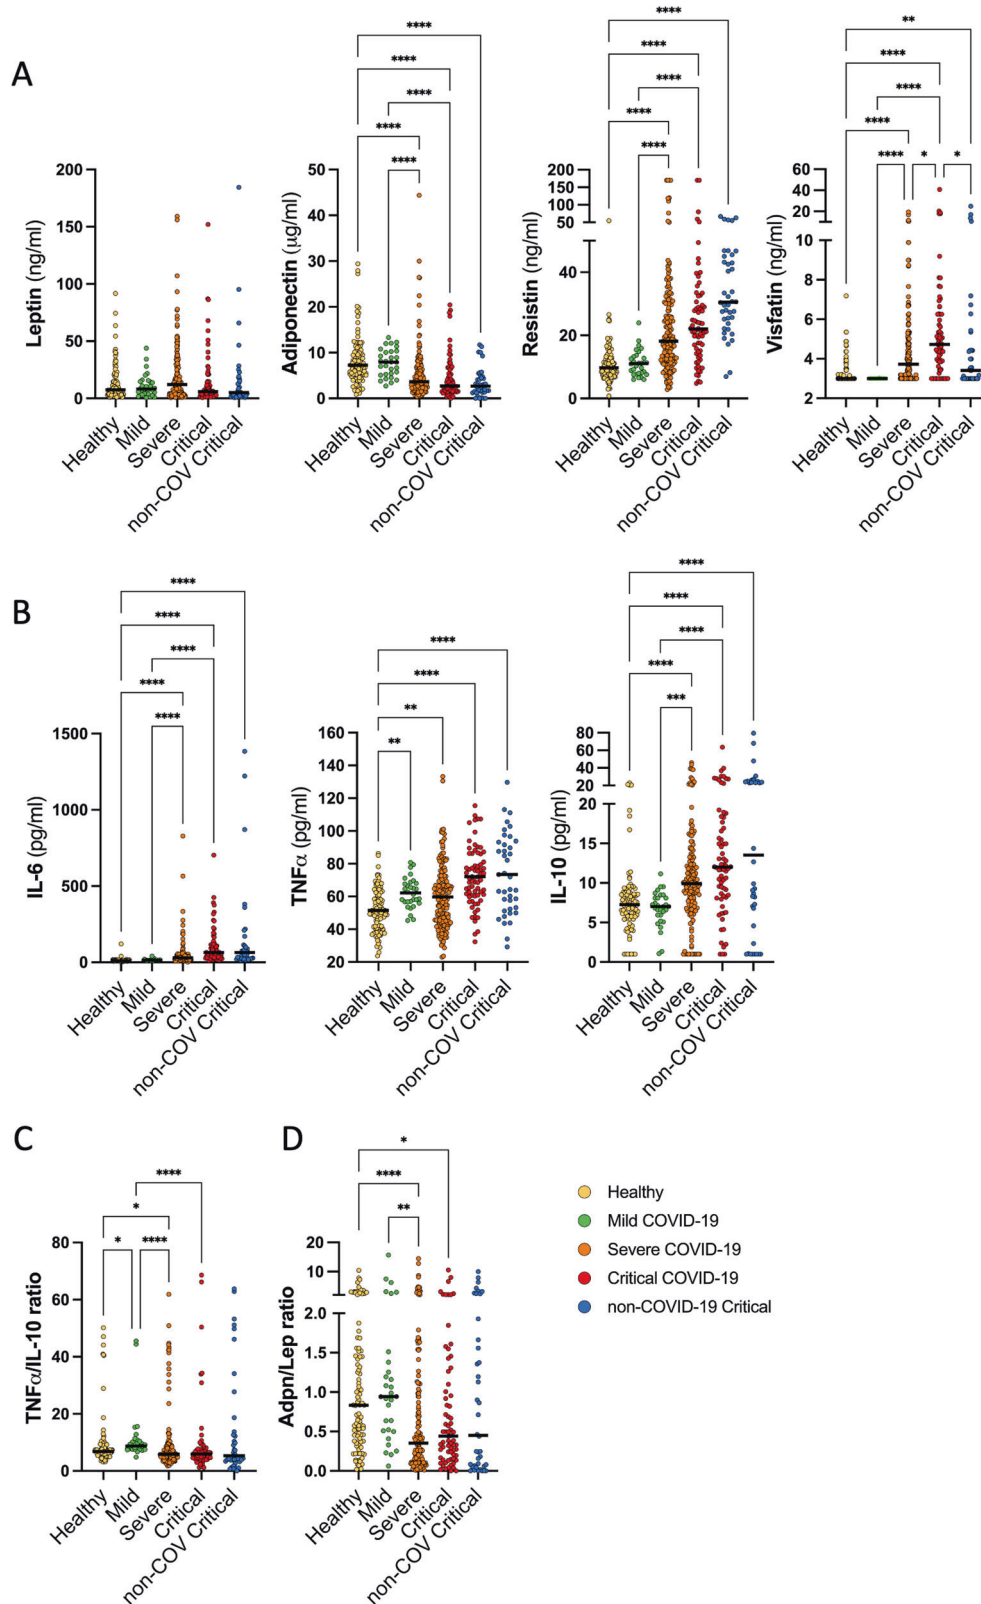 A
**** **** **** **** ****
**** **** **** **** ****
** **** **** **** **** * *
Leptin (ng/ml)
200
150
100
50
0
Healthy
Mild
Severe
Critical
non-COV Critical
Adiponectin (μg/ml)
50
40
30
20
10
0
Healthy
Mild
Severe
Critical
non-COV Critical
Resistin (ng/ml)
200
150
100
50
40
20
0
Healthy
Mild
Severe
Critical
non-COV Critical
Visfatin (ng/ml)
60
40
20
10
8
6
4
2
Healthy
Mild
Severe
Critical
non-COV Critical
B
**** **** **** **** ****
**** **** ** **
**** **** **** **** ***
IL-6 (pg/ml)
1500
1000
500
0
Healthy
Mild
Severe
Critical
non-COV Critical
TNFα (pg/ml)
160
140
120
100
80
60
40
20
Healthy
Mild
Severe
Critical
non-COV Critical
IL-10 (pg/ml)
80
60
40
20
20
15
10
5
0
Healthy
Mild
Severe
Critical
non-COV Critical
C
**** * * ****
TNFα/IL-10 ratio
80
60
40
20
0
Healthy
Mild
Severe
Critical
non-COV Critical
D
* **** **
Adpn/Lep ratio
20
10
2.0
1.5
1.0
0.5
0.0
Healthy
Mild
Severe
Critical
non-COV Critical
Healthy
Mild COVID-19
Severe COVID-19
Critical COVID-19
non-COVID-19 Critical